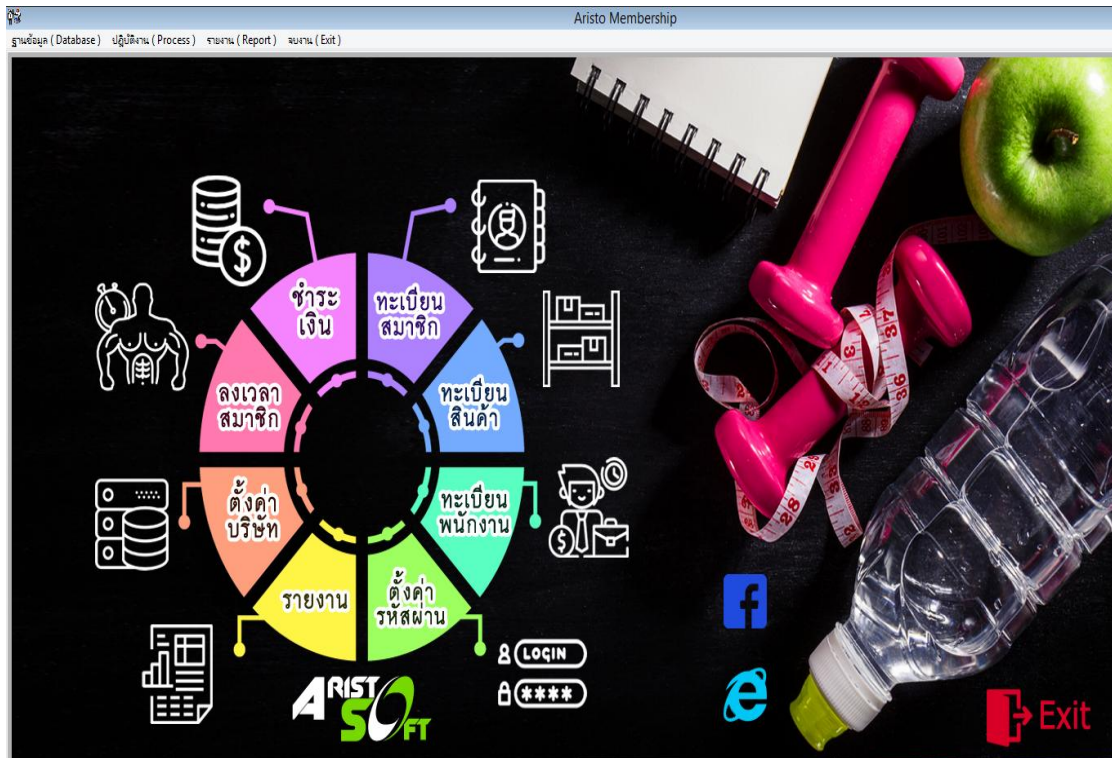 Aristo Membership
ฐานข้อมูล ( Database ) ปฏิบัติงาน ( Process ) รายงาน ( Report ) จบงาน ( Exit )
ชำระ
เงิน
ทะเบียน
สมาชิก
ลงเวลา
สมาชิก
ทะเบียน
สินค้า
ตั้งค่า
บริษัท
ทะเบียน
พนักงาน
รายงาน
ตั้งค่า
รหัสผ่าน
LOGIN
****
ARIST
SOFT
Exit